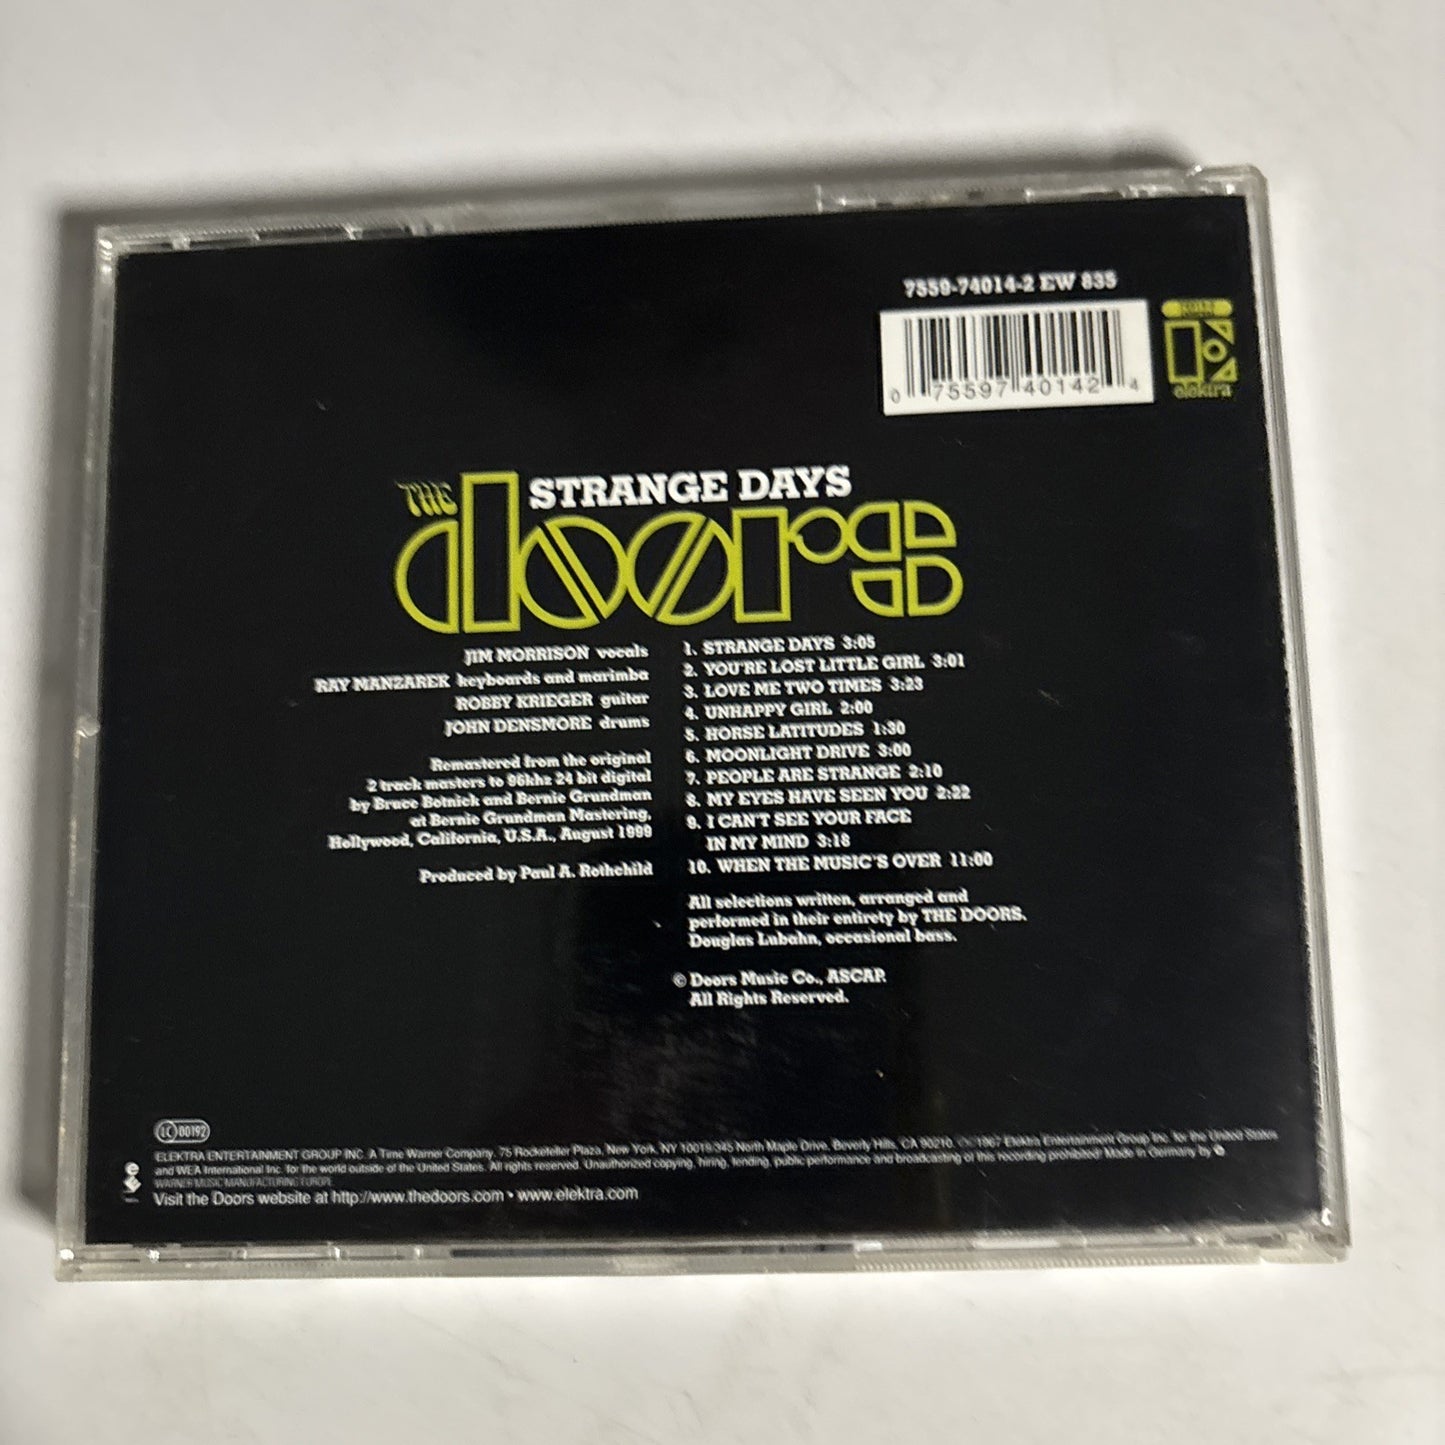 7559-74014-2 EW 835
0 75597 40142 4
elektra
STRANGE DAYS
THE doors
JIM MORRISON vocals
RAY MANZAREK keyboards and marimba
ROBBY KRIEGER guitar
JOHN DENSMORE drums
Remastered from the original
2 track masters to 96khz 24 bit digital
by Bruce Botnick and Bernie Grundman
at Bernie Grundman Mastering,
Hollywood, California, U.S.A., August 1999
Produced by Paul A. Rothchild
1. STRANGE DAYS 3:05
2. YOU'RE LOST LITTLE GIRL 3:01
3. LOVE ME TWO TIMES 3:23
4. UNHAPPY GIRL 2:00
5. HORSE LATITUDES 1:30
6. MOONLIGHT DRIVE 3:00
7. PEOPLE ARE STRANGE 2:10
8. MY EYES HAVE SEEN YOU 2:22
9. I CAN'T SEE YOUR FACE
IN MY MIND 3:18
10. WHEN THE MUSIC'S OVER 11:00
All selections written, arranged and
performed in their entirety by THE DOORS.
Douglas Lubahn, occasional bass.
© Doors Music Co., ASCAP.
All Rights Reserved.
LC 00192
ELEKTRA ENTERTAINMENT GROUP INC. A Time Warner Company, 75 Rockefeller Plaza, New York, NY 10019/345 North Maple Drive, Beverly Hills, CA 90210. 1967 Elektra Entertainment Group Inc. for the United States
and WEA International Inc. for the world outside of the United States. All rights reserved. Unauthorized copying, hiring, lending, public performance and broadcasting of this recording prohibited! Made in Germany by
WARNER MUSIC MANUFACTURING EUROPE
Visit the Doors website at http://www.thedoors.com • www.elektra.com